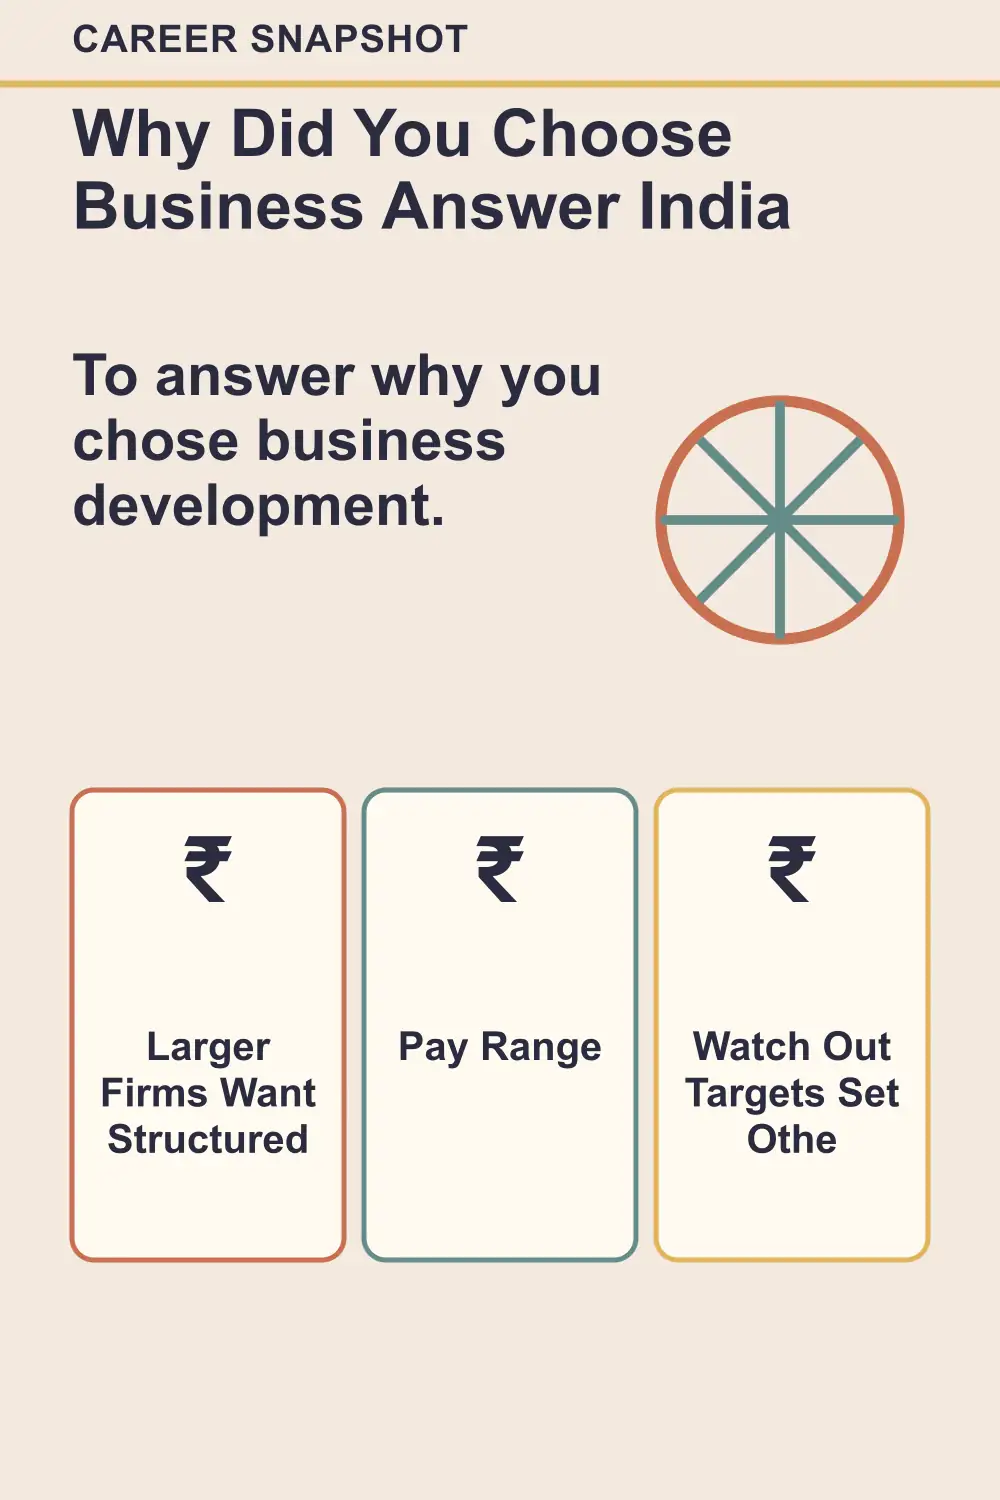 CAREER SNAPSHOT
Why Did You Choose
Business Answer India
To answer why you
chose business
development.
₹
Larger
Firms Want
Structured
₹
Pay Range
₹
Watch Out
Targets Set
Othe